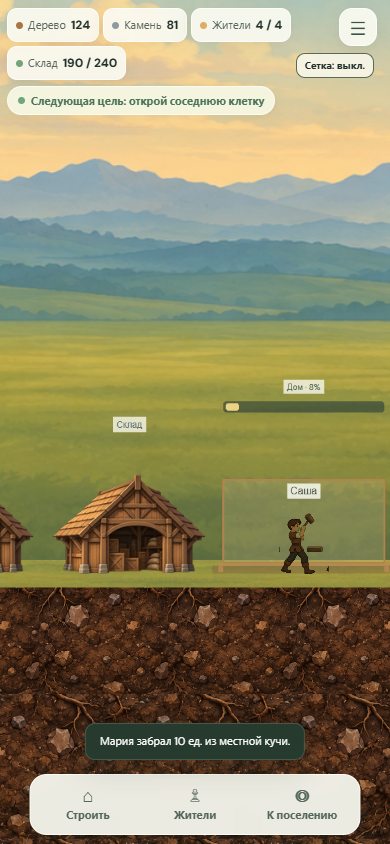 Дерево 124
Камень 81
Жители 4 / 4
Склад 190 / 240
Сетка: выкл.
Следующая цель: открой соседнюю клетку
Дом · 8%
Склад
Саша
Мария забрал 10 ед. из местной кучи.
Строить
Жители
К поселению